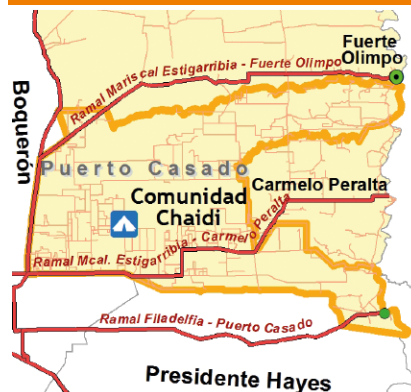 Fuerte
Olimpo
Ramal Mariscal Estigarribia - Fuerte Olimpo
Boquerón
Puerto Casado
Carmelo Peralta
Comunidad
Chaidi
Ramal Mcal. Estigarribia - Carmelo Peralta
Ramal Filadelfia - Puerto Casado
Presidente Hayes